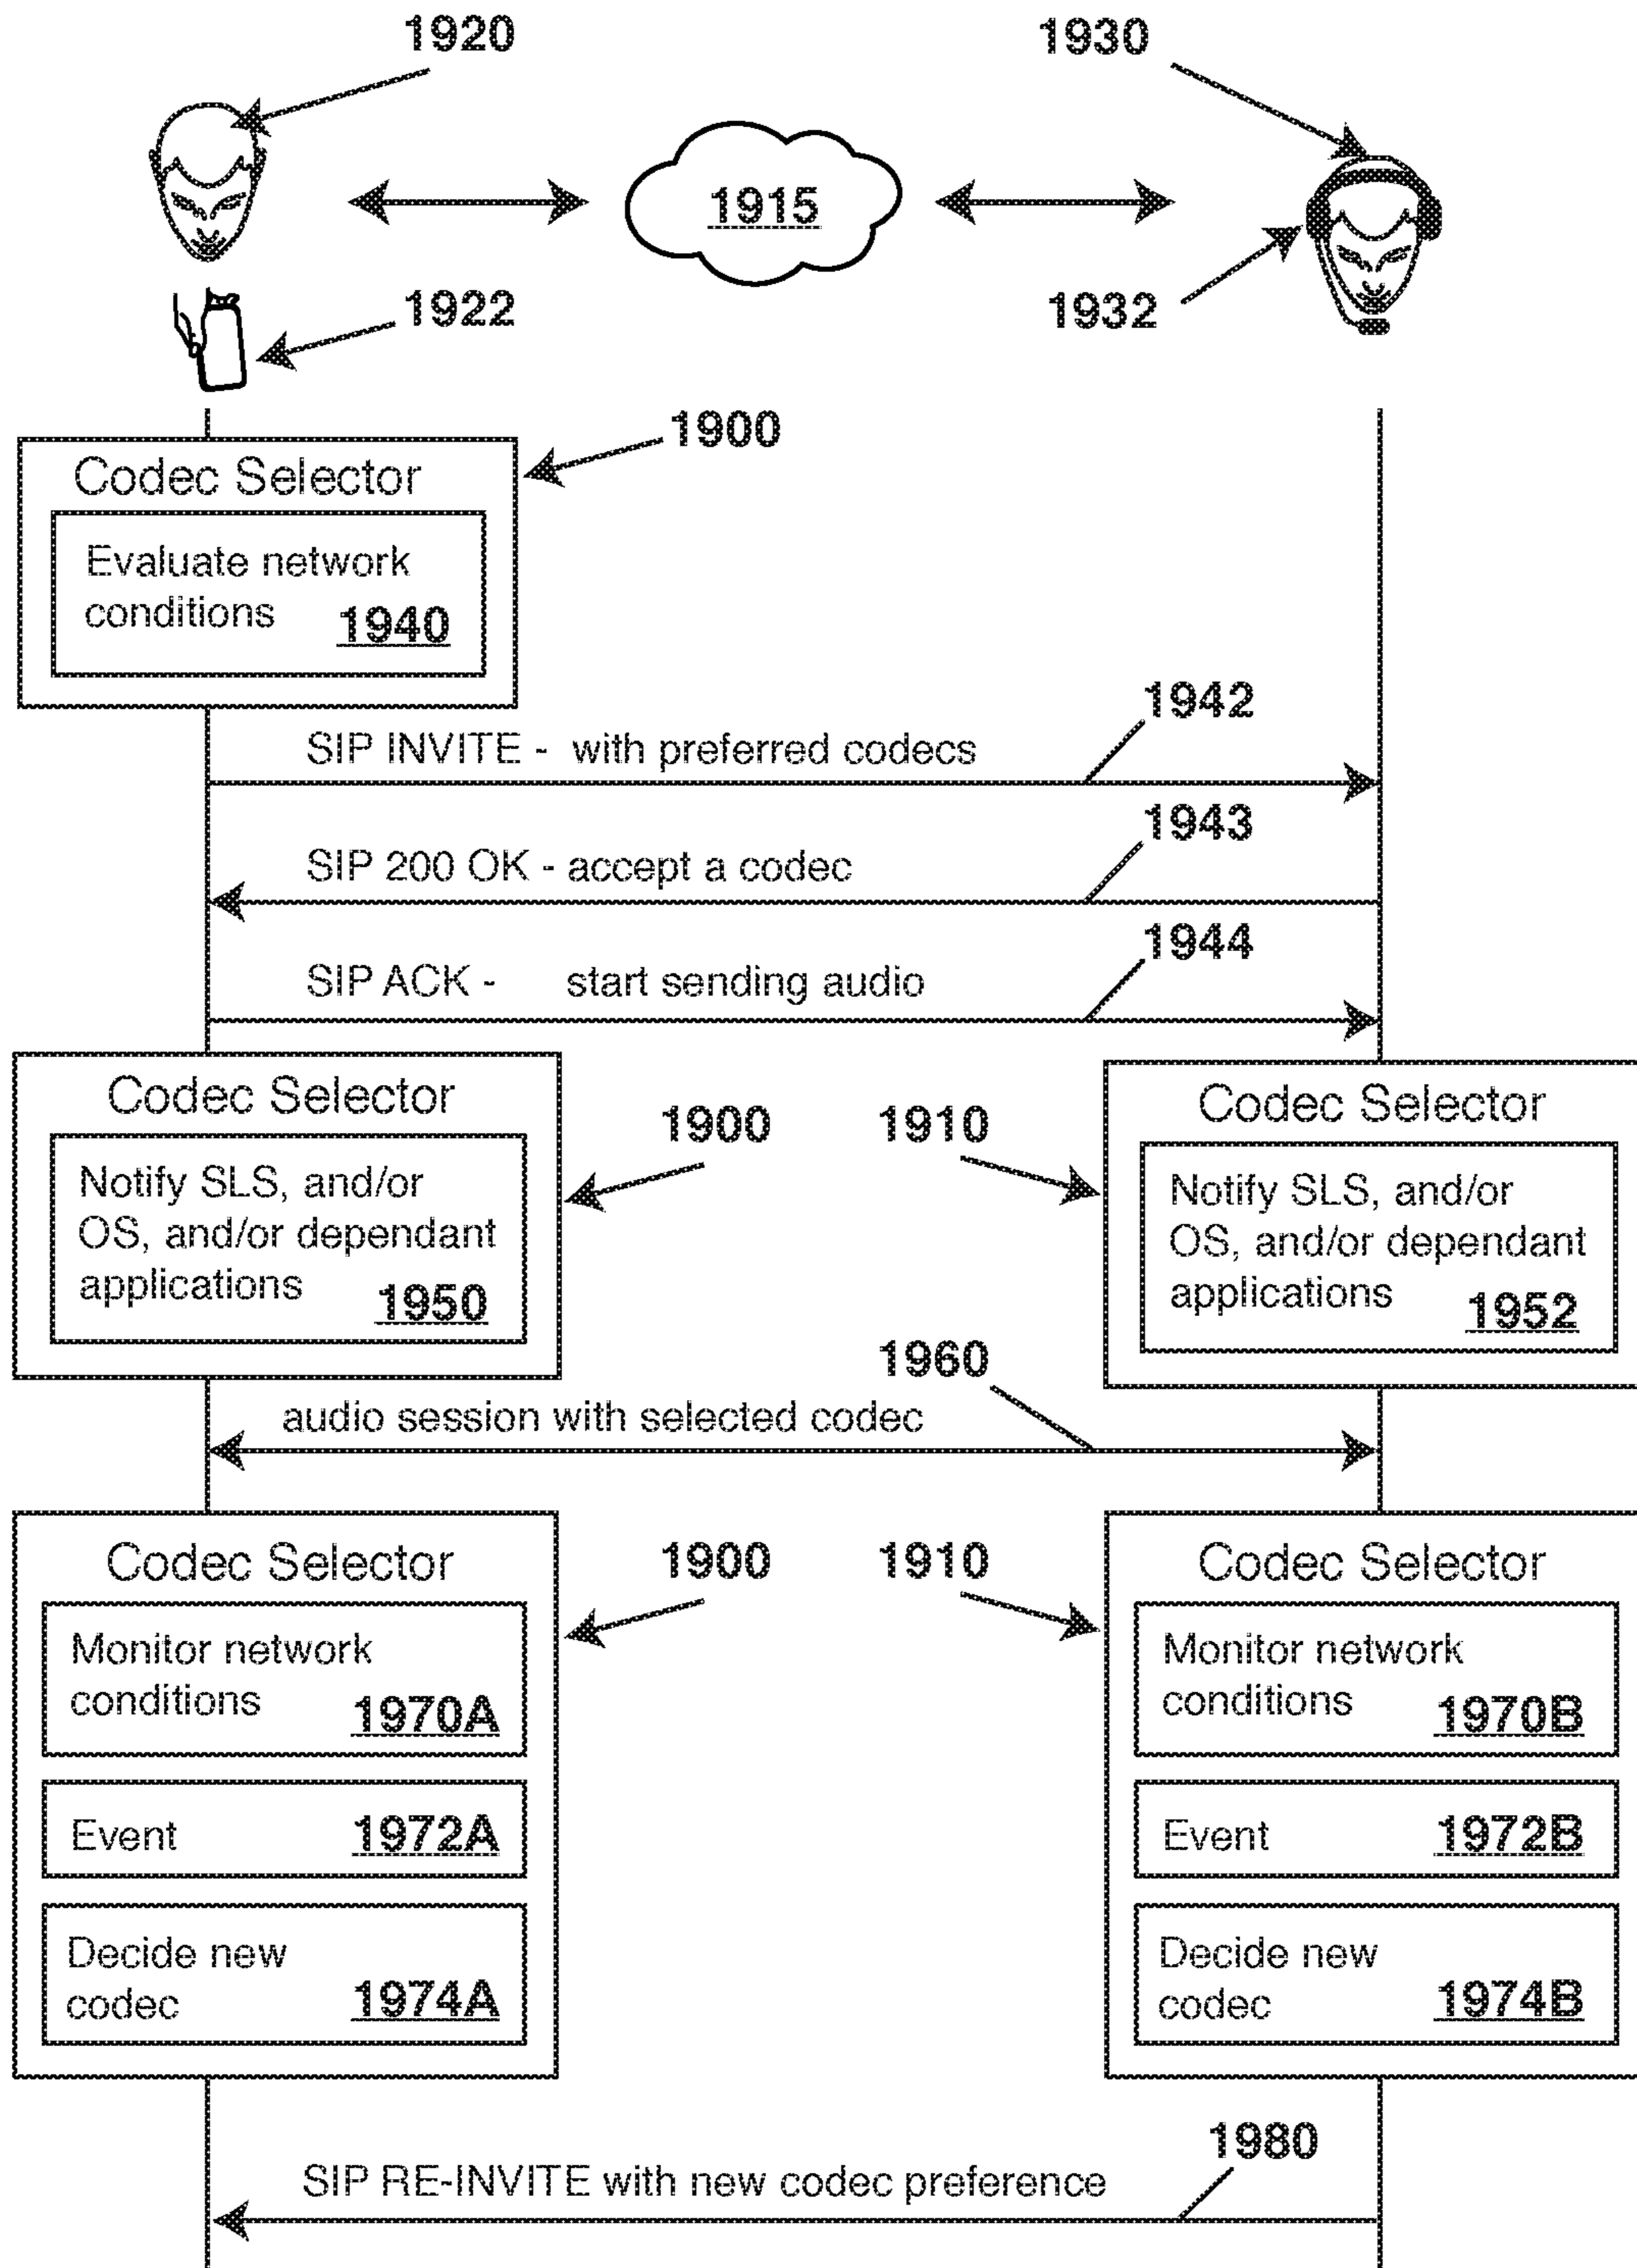 1920
1930
1915
1922
1932
1900
Codec Selector
Evaluate network
conditions 1940
1942
SIP INVITE - with preferred codecs
1943
SIP 200 OK - accept a codec
1944
SIP ACK - start sending audio
Codec Selector
Notify SLS, and/or
OS, and/or dependant
applications 1950
1900
1910
Codec Selector
Notify SLS, and/or
OS, and/or dependant
applications 1952
1960
audio session with selected codec
Codec Selector
Monitor network
conditions 1970A
Event 1972A
Decide new
codec 1974A
1900
1910
Codec Selector
Monitor network
conditions 1970B
Event 1972B
Decide new
codec 1974B
1980
SIP RE-INVITE with new codec preference